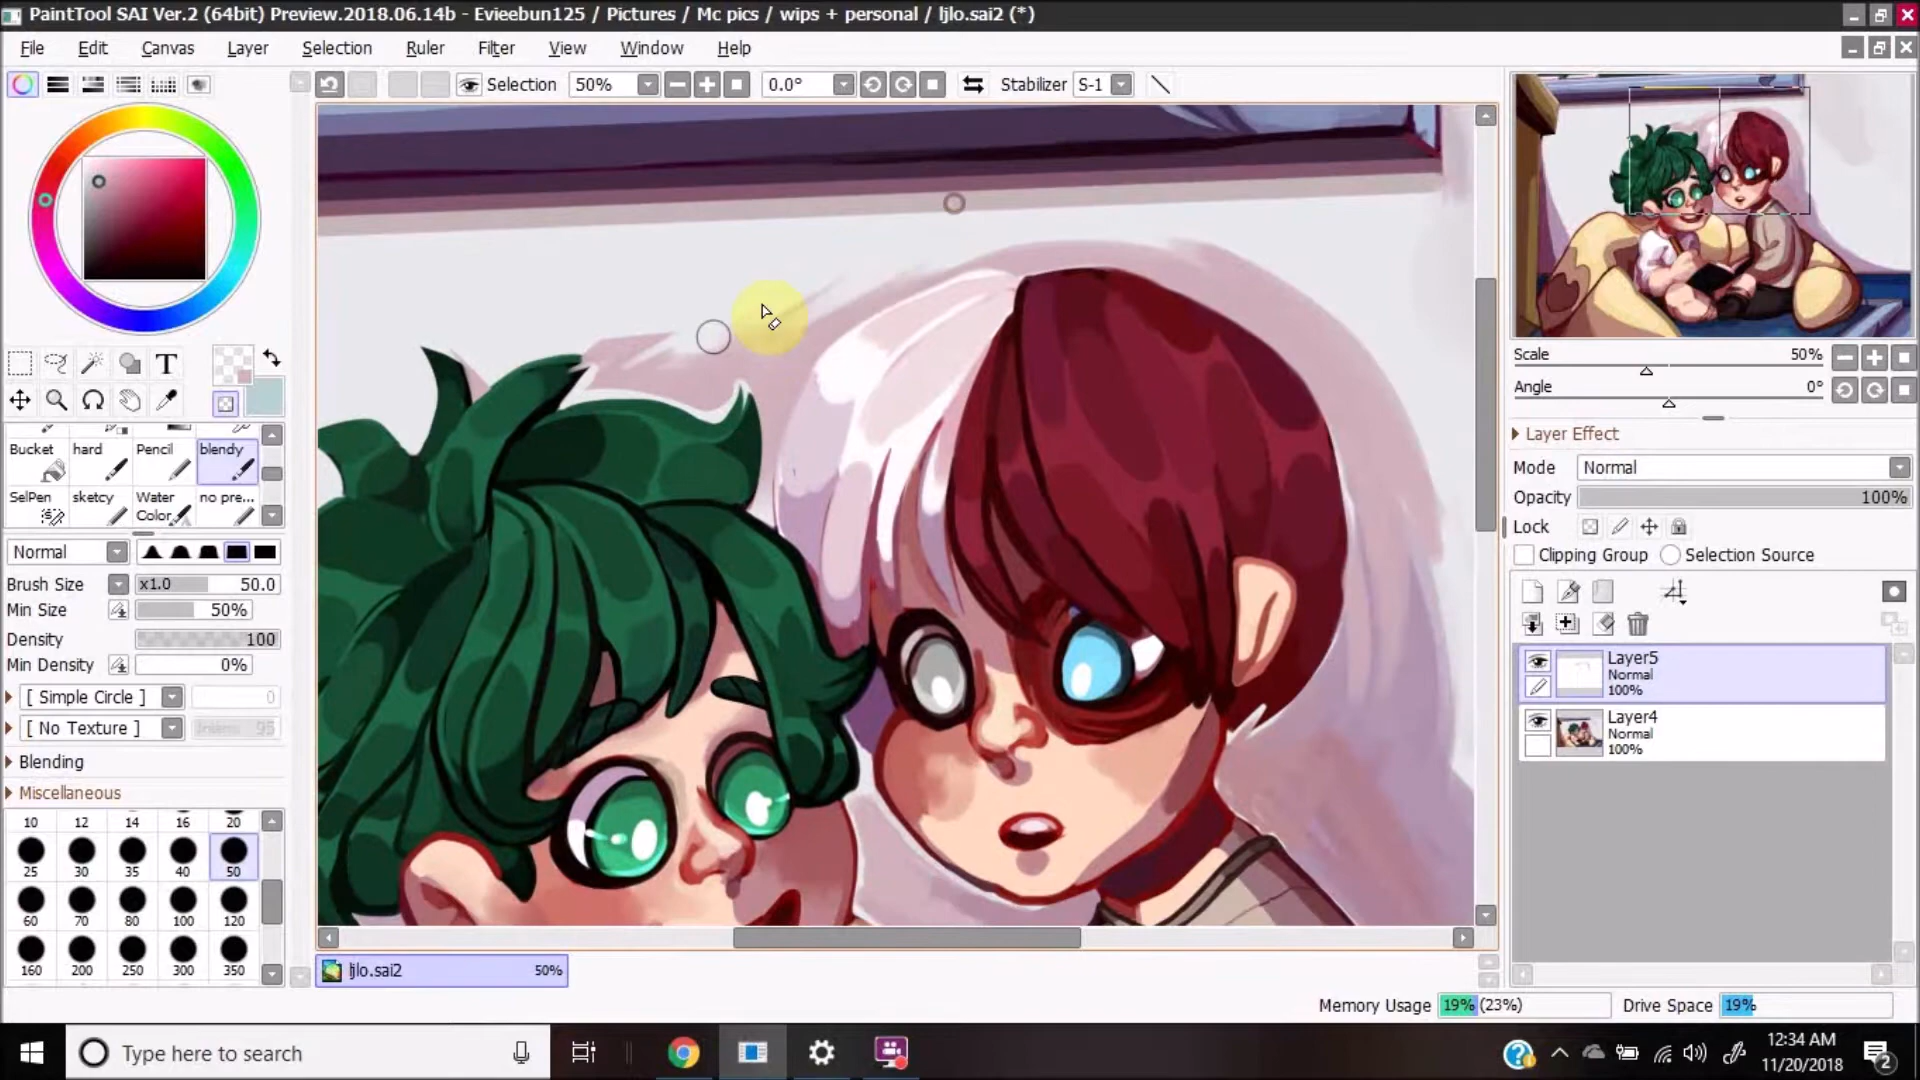 PaintTool SAI Ver.2 (64bit) Preview.2018.06.14b - Evieebun125 / Pictures / Mc pics / wips + personal / ljlo.sai2 (*)
File Edit Canvas Layer Selection Ruler Filter View Window Help
Selection 50% 0.0° Stabilizer S-1
Scale 50%
Angle 0°
Layer Effect
Mode Normal
Opacity 100%
Lock
Clipping Group Selection Source
Layer5
Normal
100%
Layer4
Normal
100%
T
Bucket hard Pencil blendy
SelPen sketcy Water Color no pre...
Normal
Brush Size x1.0 50.0
Min Size 50%
Density 100
Min Density 0%
[ Simple Circle ] 0
[ No Texture ] 95
Blending
Miscellaneous
10 12 14 16 20
25 30 35 40 50
60 70 80 100 120
160 200 250 300 350
ljlo.sai2 50%
Memory Usage 19% (23%) Drive Space 19%
Type here to search
12:34 AM
11/20/2018
2